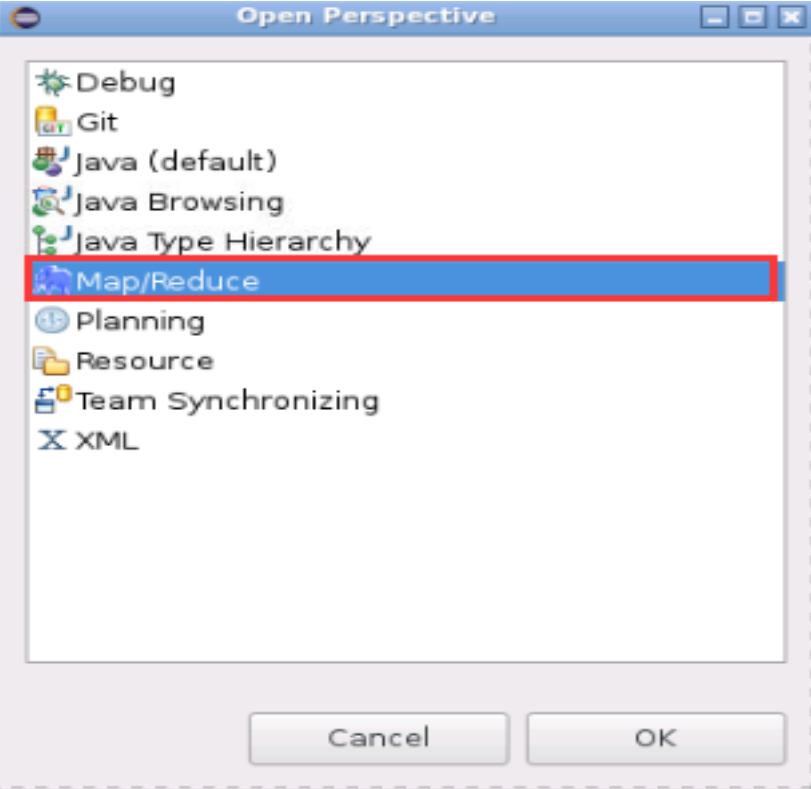 Open Perspective
Debug
Git
Java (default)
Java Browsing
Java Type Hierarchy
Map/Reduce
Planning
Resource
Team Synchronizing
XML
Cancel
OK